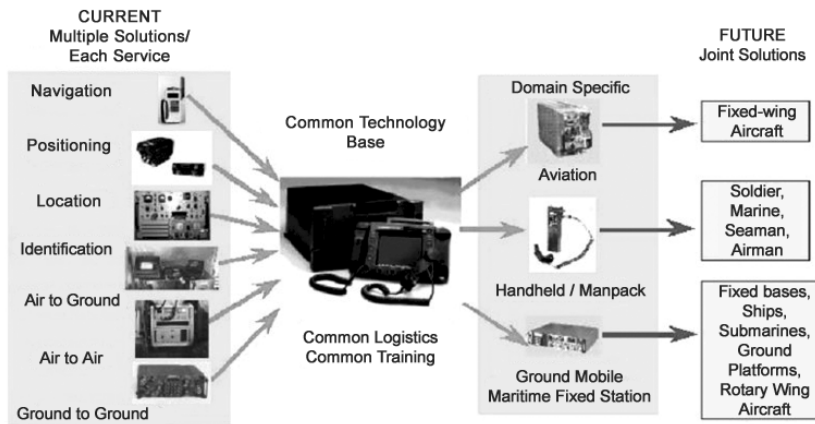 CURRENT
Multiple Solutions/
Each Service
Navigation
Positioning
Location
Identification
Air to Ground
Air to Air
Ground to Ground
Common Technology
Base
Common Logistics
Common Training
Domain Specific
Aviation
Handheld / Manpack
Ground Mobile
Maritime Fixed Station
FUTURE
Joint Solutions
Fixed-wing
Aircraft
Soldier,
Marine,
Seaman,
Airman
Fixed bases,
Ships,
Submarines,
Ground
Platforms,
Rotary Wing
Aircraft